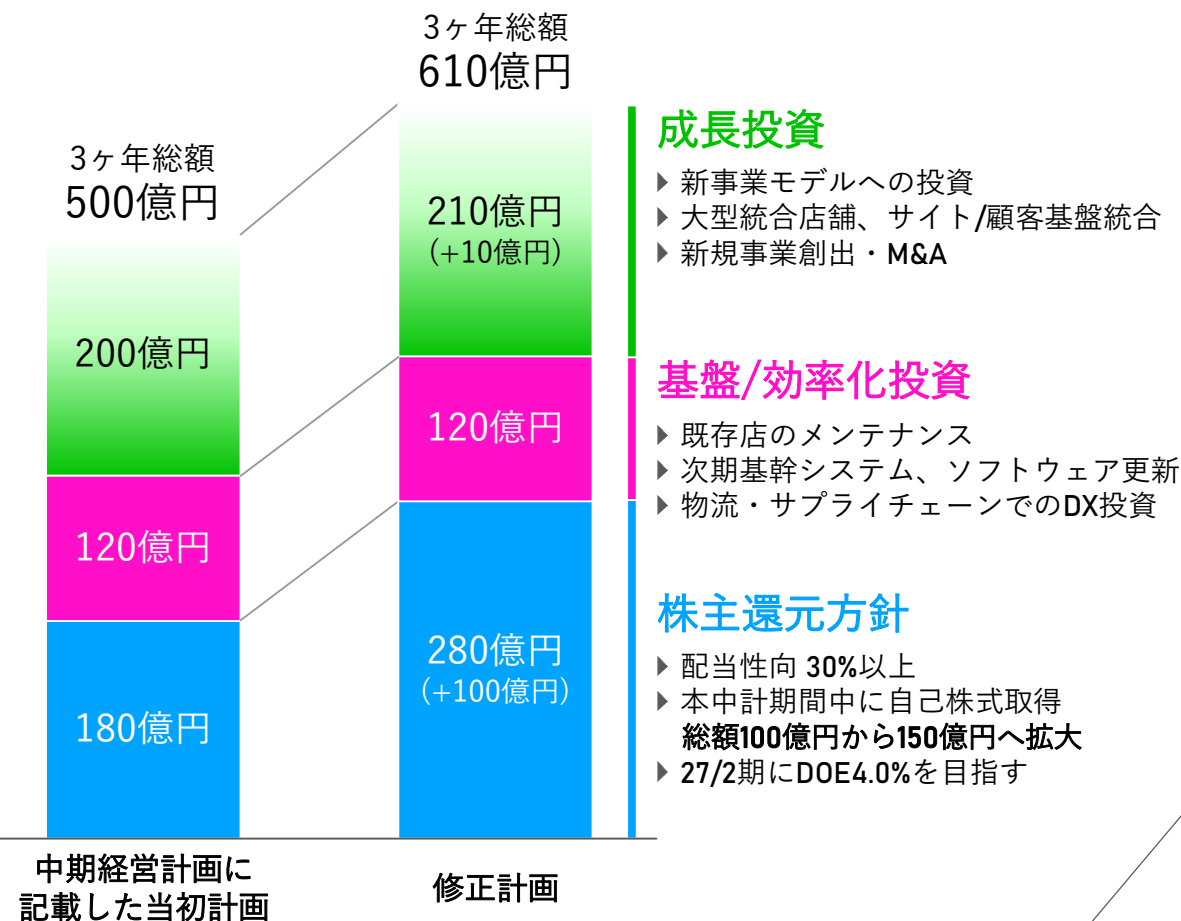 3ヶ年総額
500億円
200億円
120億円
180億円
中期経営計画に
記載した当初計画
3ヶ年総額
610億円
210億円
(+10億円)
120億円
280億円
(+100億円)
修正計画
成長投資
▶ 新事業モデルへの投資
▶ 大型統合店舗、サイト/顧客基盤統合
▶ 新規事業創出・M&A
基盤/効率化投資
▶ 既存店のメンテナンス
▶ 次期基幹システム、ソフトウェア更新
▶ 物流・サプライチェーンでのDX投資
株主還元方針
▶ 配当性向 30%以上
▶ 本中計期間中に自己株式取得
総額100億円から150億円へ拡大
▶ 27/2期にDOE4.0%を目指す